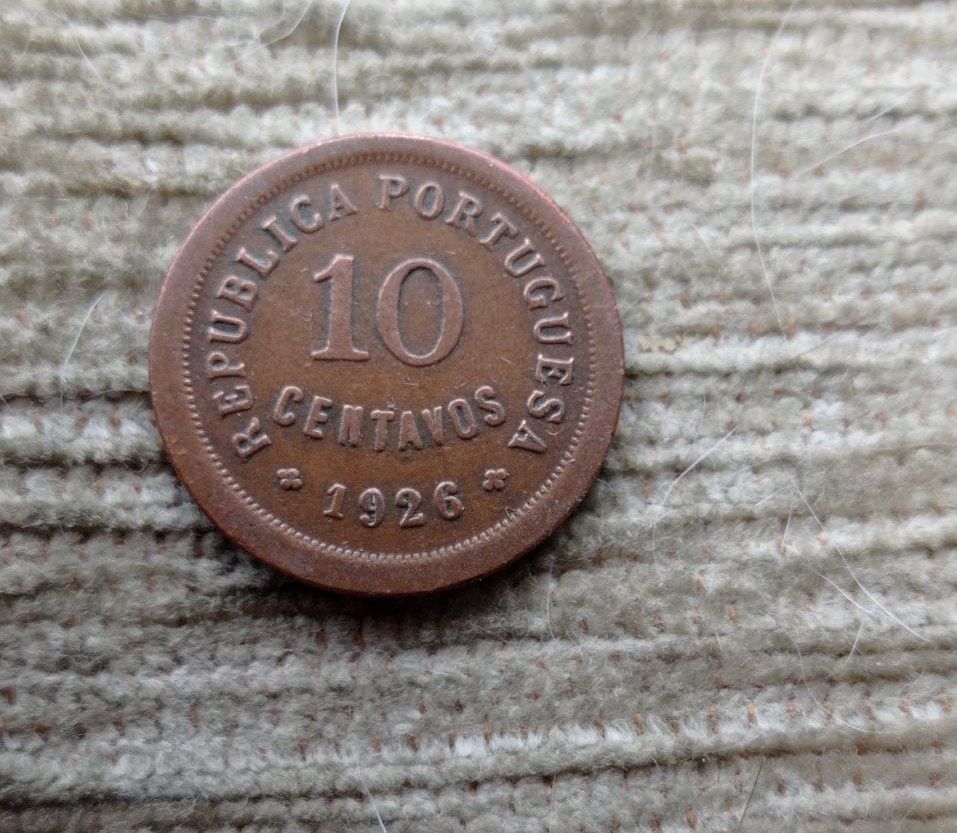 REPUBLICA PORTUGUESA
10
CENTAVOS
1926